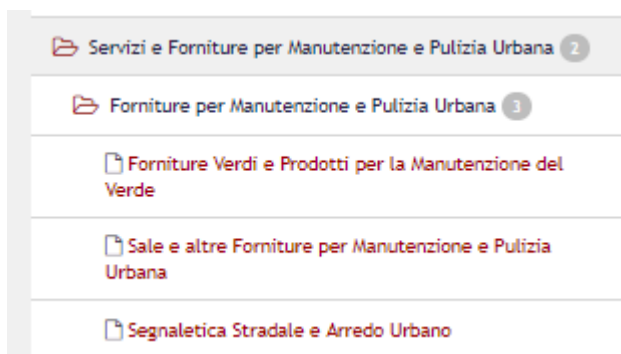 Servizi e Forniture per Manutenzione e Pulizia Urbana 2
Forniture per Manutenzione e Pulizia Urbana 3
Forniture Verdi e Prodotti per la Manutenzione del
Verde
Sale e altre Forniture per Manutenzione e Pulizia
Urbana
Segnaletica Stradale e Arredo Urbano